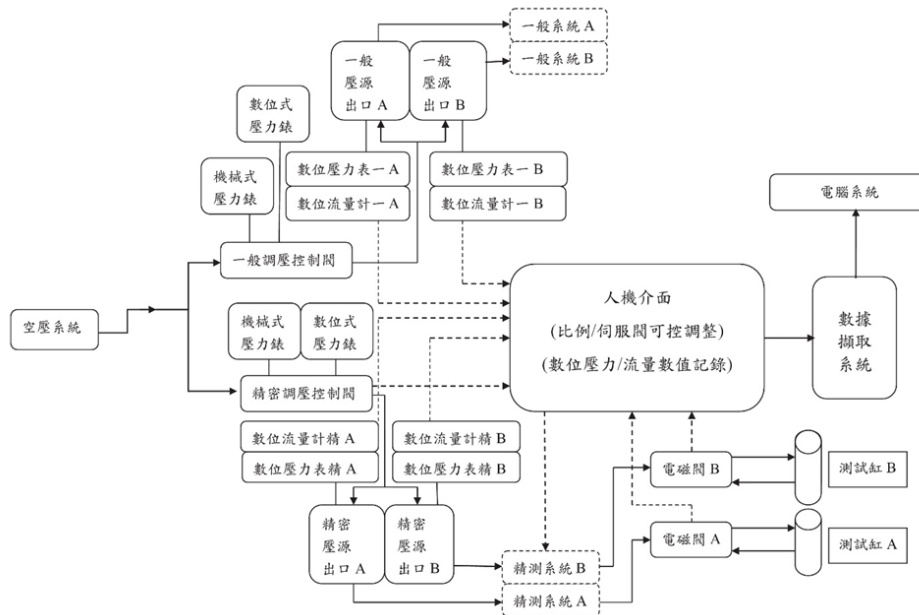 一般系統 A
一般系統 B
一般
壓源
出口 A
一般
壓源
出口 B
數位式
壓力錶
機械式
壓力錶
數位壓力表一 A
數位流量計一 A
數位壓力表一 B
數位流量計一 B
電腦系統
一般調壓控制閥
空壓系統
機械式
壓力錶
數位式
壓力錶
精密調壓控制閥
人機介面
(比例/伺服閥可控調整)
(數位壓力/流量數值記錄)
數據
擷取
系統
數位流量計精 A
數位壓力表精 A
數位流量計精 B
數位壓力表精 B
精密
壓源
出口 A
精密
壓源
出口 B
電磁閥 B
測試缸 B
電磁閥 A
測試缸 A
精測系統 B
精測系統 A